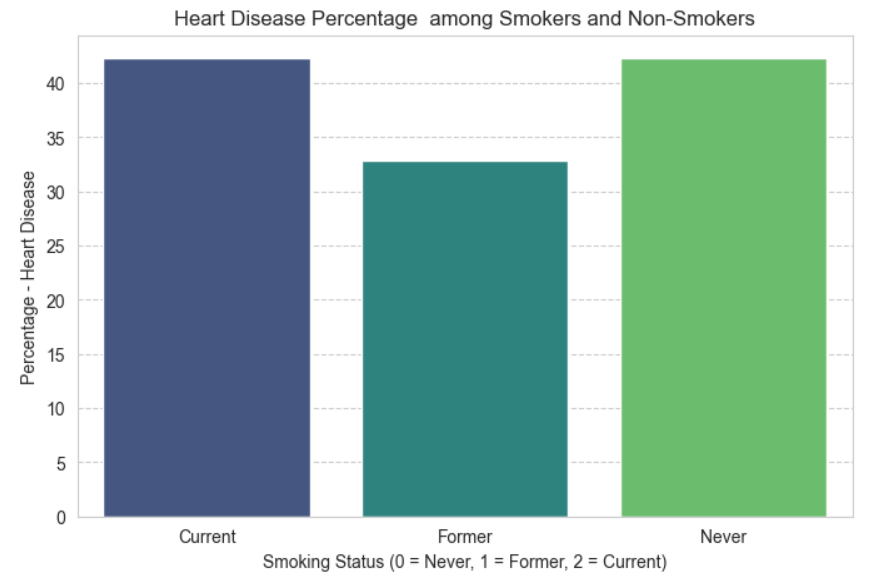 Heart Disease Percentage  among Smokers and Non-Smokers
Percentage - Heart Disease
40
35
30
25
20
15
10
5
0
Current Former Never
Smoking Status (0 = Never, 1 = Former, 2 = Current)